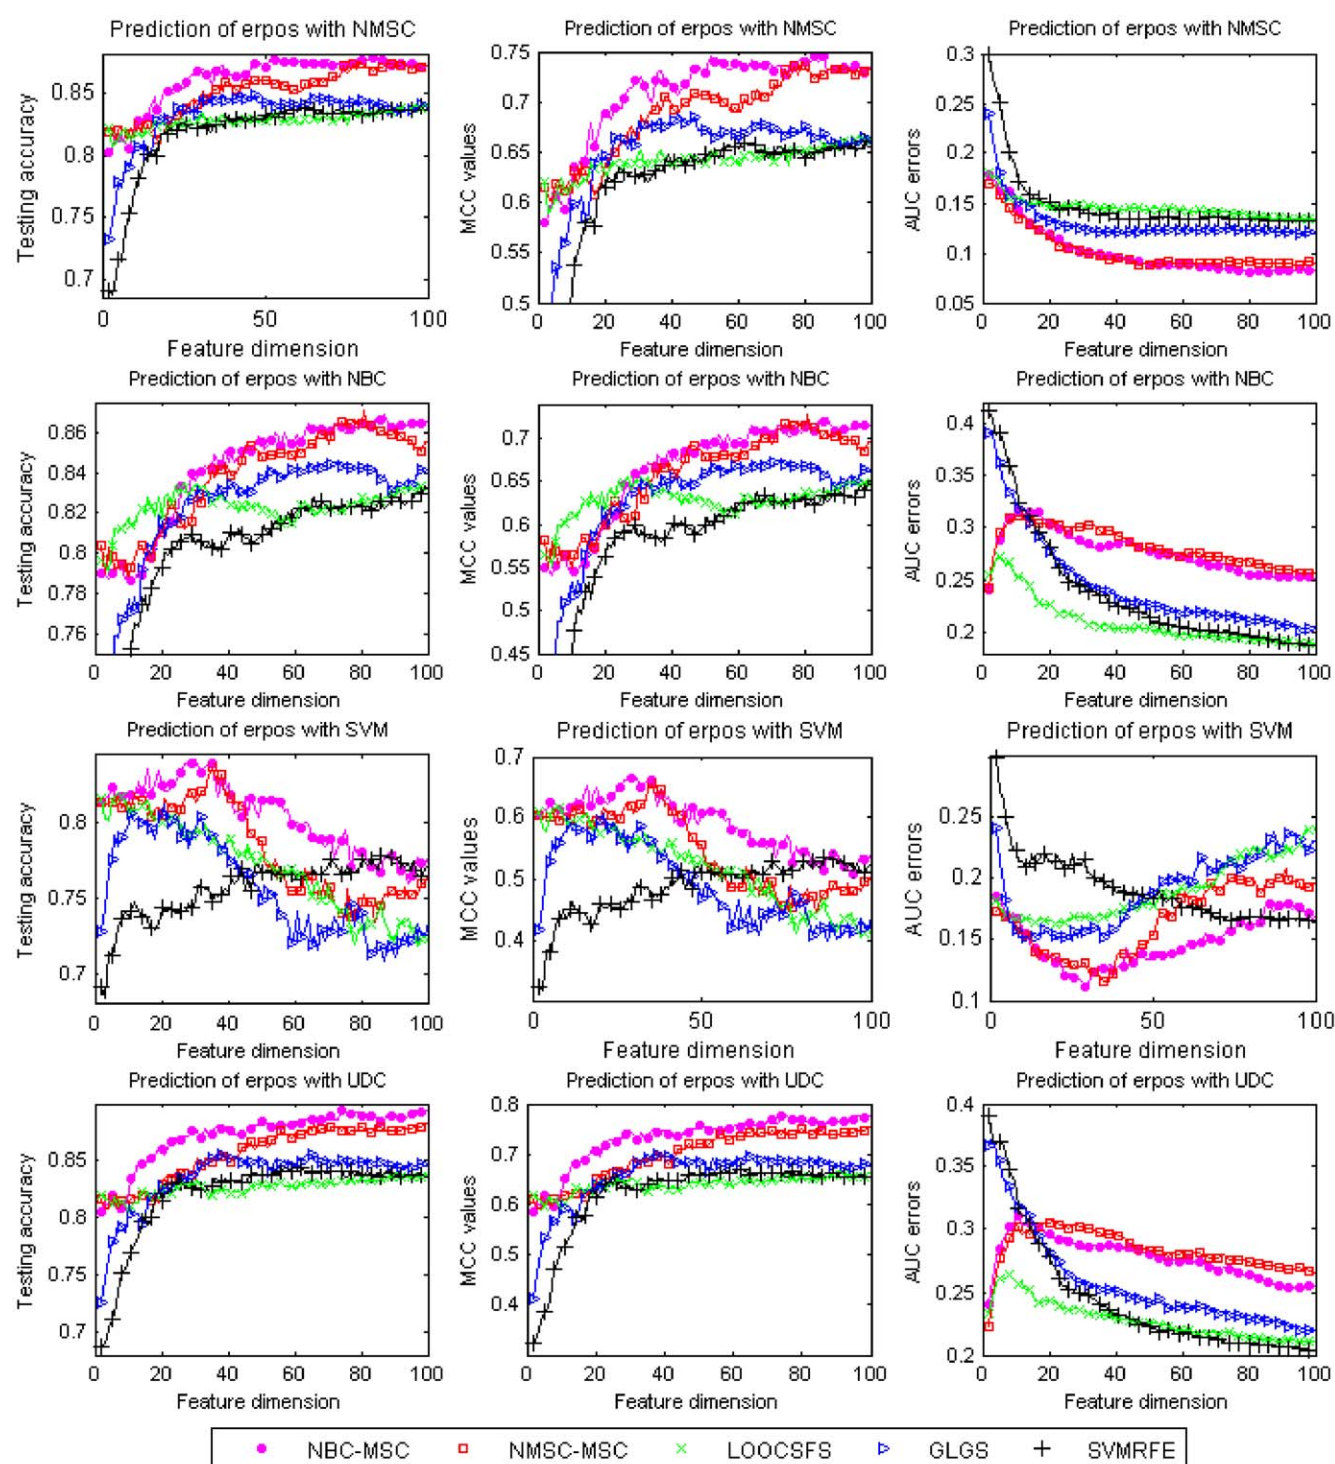 Prediction of erpos with NMSC
Testing accuracy
0.85
0.8
0.75
0.7
0 50 100
Feature dimension
Prediction of erpos with NMSC
MCC values
0.75
0.7
0.65
0.6
0.55
0.5
0 20 40 60 80 100
Feature dimension
Prediction of erpos with NMSC
AUC errors
0.3
0.25
0.2
0.15
0.1
0.05
0 20 40 60 80 100
Feature dimension
Prediction of erpos with NBC
Testing accuracy
0.86
0.84
0.82
0.8
0.78
0.76
0 20 40 60 80 100
Feature dimension
Prediction of erpos with NBC
MCC values
0.7
0.65
0.6
0.55
0.5
0.45
0 20 40 60 80 100
Feature dimension
Prediction of erpos with NBC
AUC errors
0.4
0.35
0.3
0.25
0.2
0 20 40 60 80 100
Feature dimension
Prediction of erpos with SVM
Testing accuracy
0.8
0.75
0.7
0 20 40 60 80 100
Feature dimension
Prediction of erpos with SVM
MCC values
0.7
0.6
0.5
0.4
0 50 100
Feature dimension
Prediction of erpos with SVM
AUC errors
0.25
0.2
0.15
0.1
0 50 100
Feature dimension
Prediction of erpos with UDC
Testing accuracy
0.85
0.8
0.75
0.7
0 20 40 60 80 100
Feature dimension
Prediction of erpos with UDC
MCC values
0.8
0.7
0.6
0.5
0.4
0 20 40 60 80 100
Feature dimension
Prediction of erpos with UDC
AUC errors
0.4
0.35
0.3
0.25
0.2
0 20 40 60 80 100
Feature dimension
NBC-MSC NMSC-MSC LOOCSFS GLGS SVMRFE